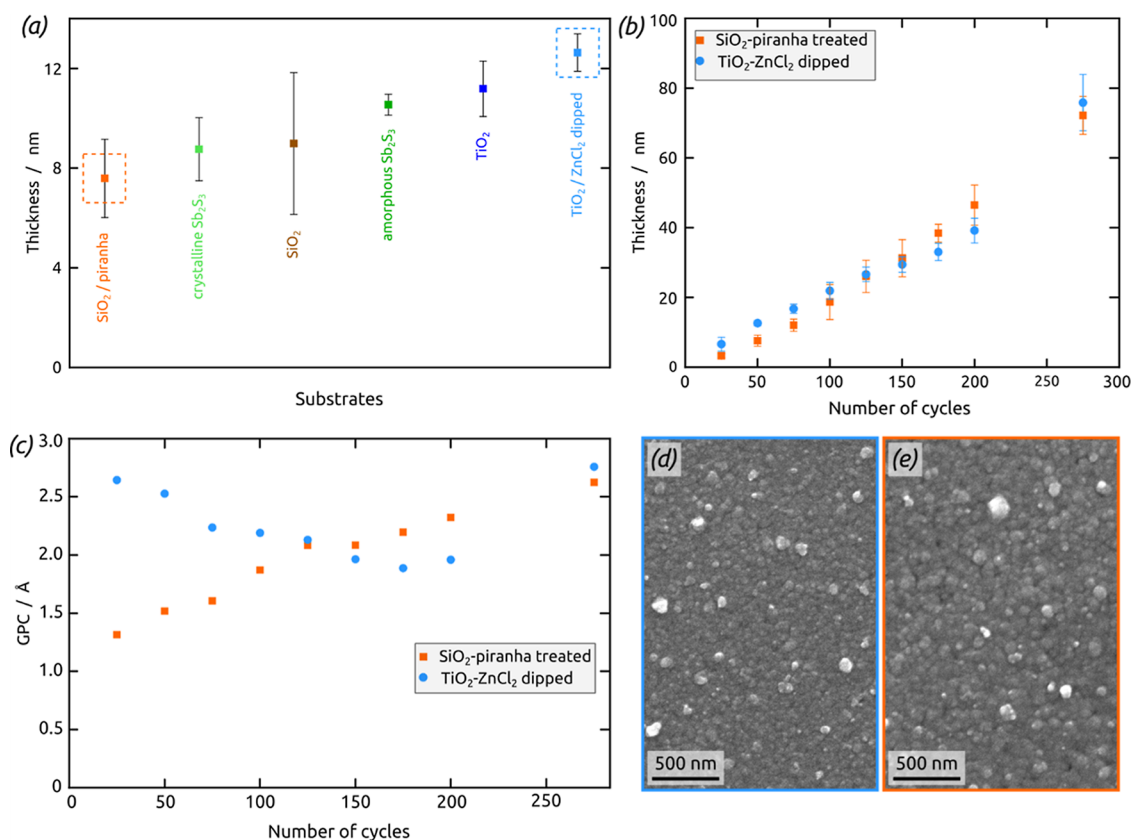 (a)
Thickness / nm
12
8
4
0
SiO₂ / piranha
crystalline Sb₂S₃
SiO₂
amorphous Sb₂S₃
TiO₂
TiO₂ / ZnCl₂ dipped
Substrates
(b)
Thickness / nm
100
80
60
40
20
0
SiO₂-piranha treated
TiO₂-ZnCl₂ dipped
0 50 100 150 200 250 300
Number of cycles
(c)
GPC / Å
3.0
2.5
2.0
1.5
1.0
0.5
0
SiO₂-piranha treated
TiO₂-ZnCl₂ dipped
0 50 100 150 200 250
Number of cycles
(d)
500 nm
(e)
500 nm